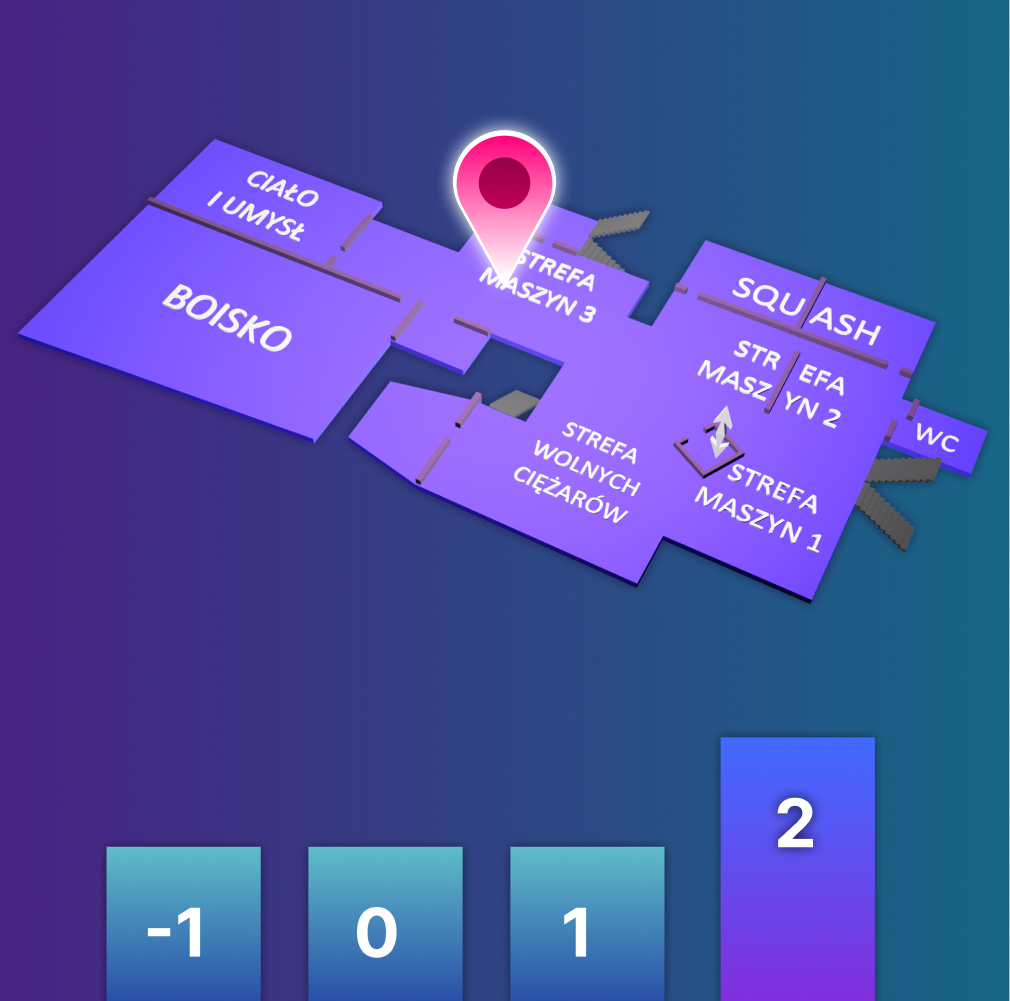 CIAŁO
I UMYSŁ
BOISKO
STREFA
MASZYN 3
SQUASH
STREFA
MASZYN 2
WC
STREFA
WOLNYCH
CIĘŻARÓW
STREFA
MASZYN 1
-1
0
1
2